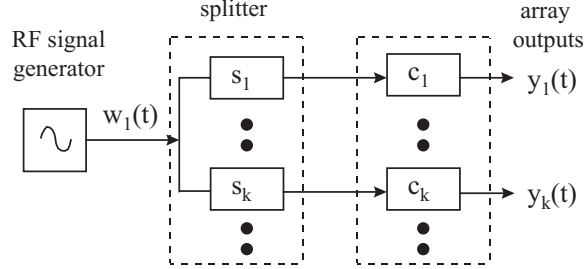 splitter
array
outputs
RF signal
generator
w1(t)
s1
c1
y1(t)
sk
ck
yk(t)